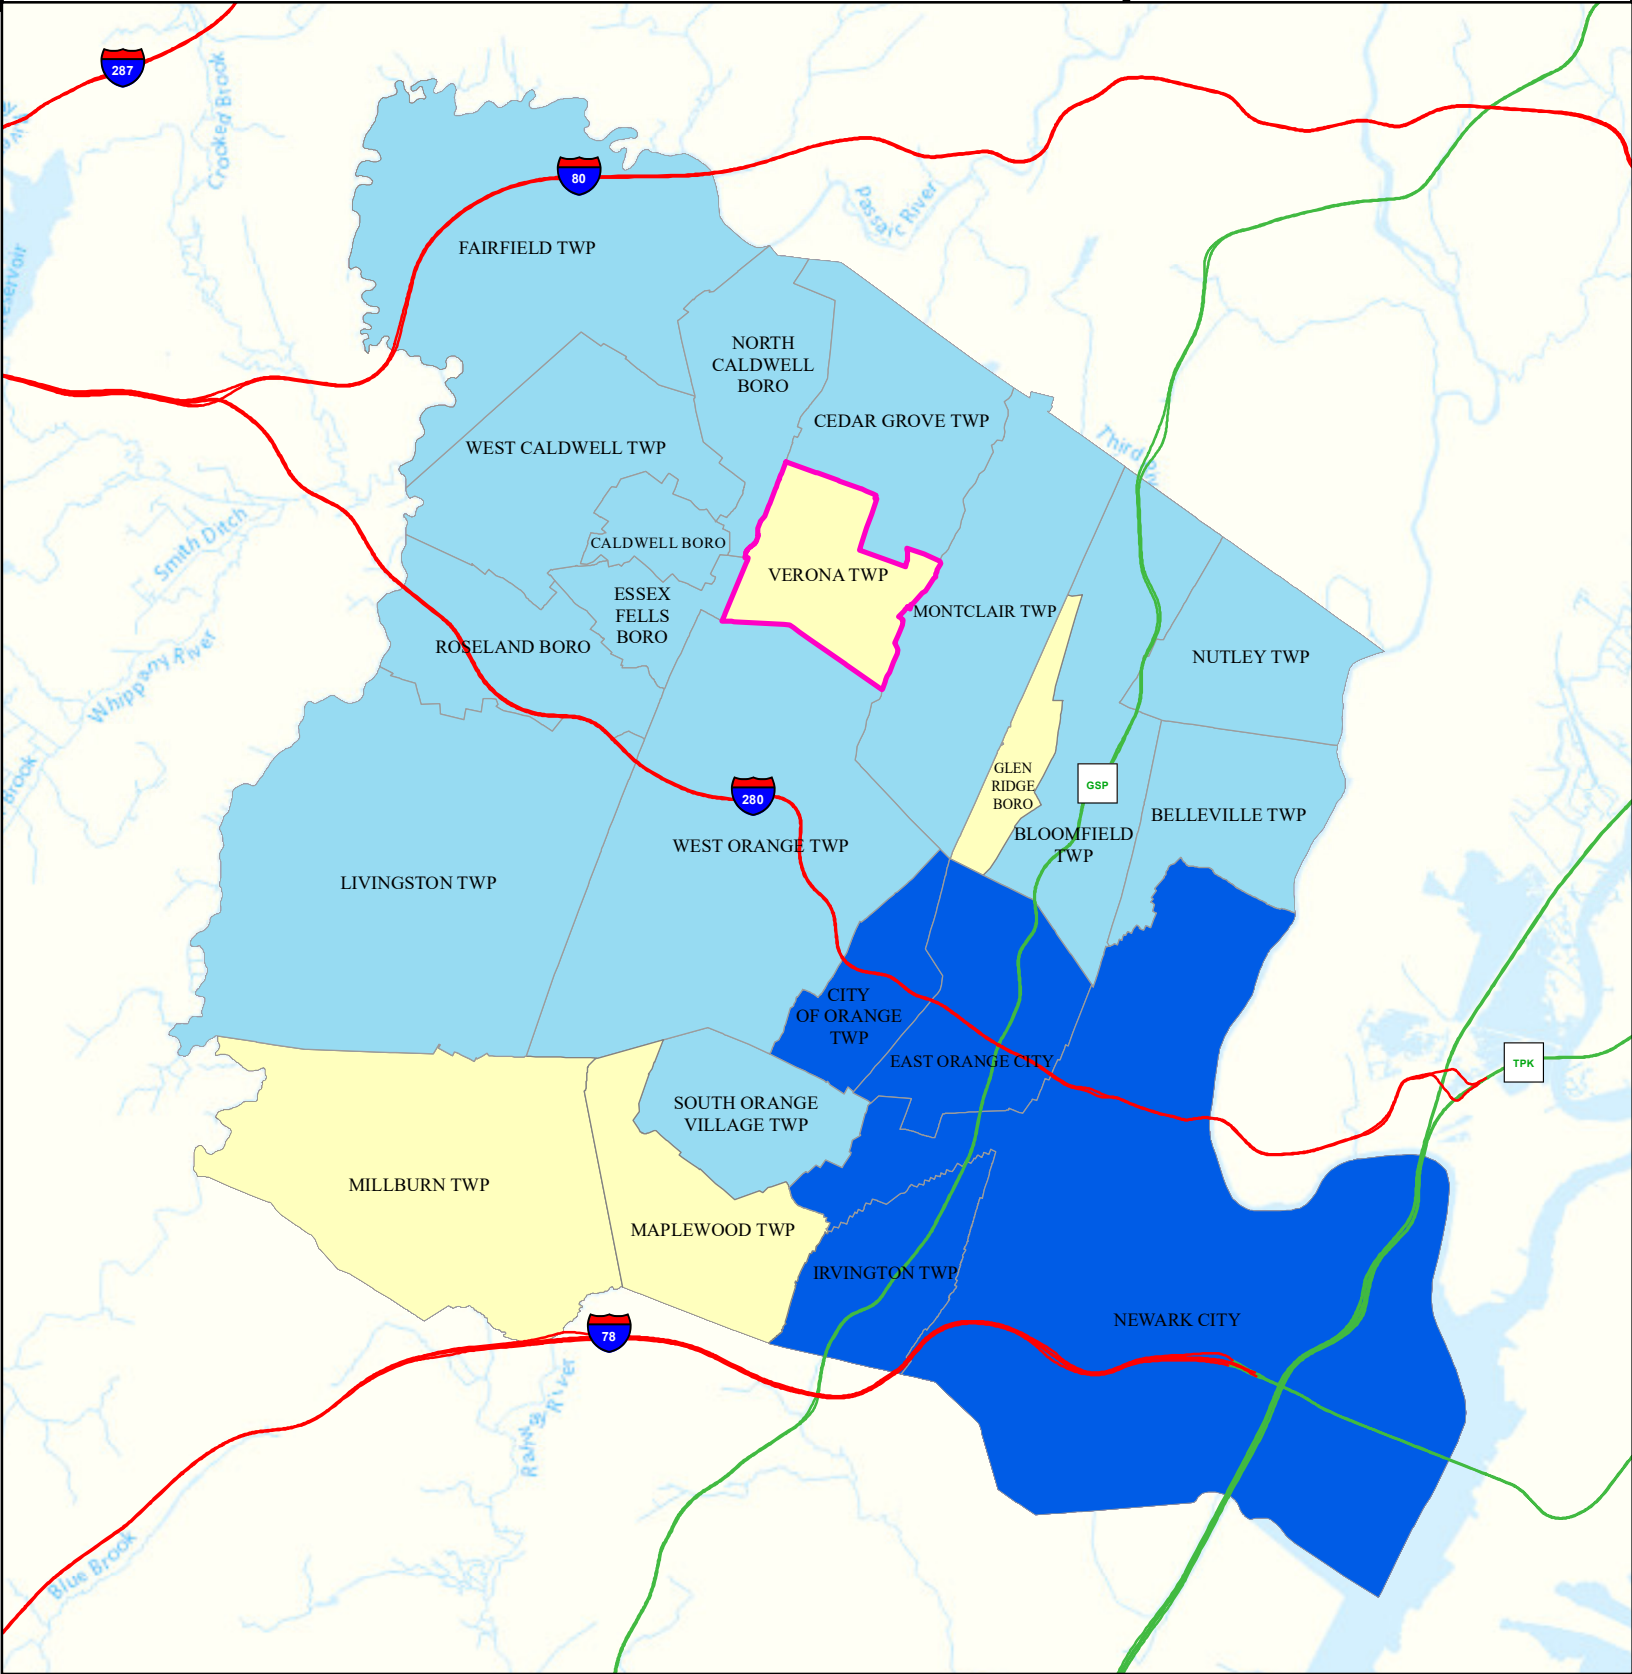 287
Crooked Brook
80
Passaic River
FAIRFIELD TWP
NORTH
CALDWELL
BORO
CEDAR GROVE TWP
WEST CALDWELL TWP
Third
Smith Ditch
CALDWELL BORO
VERONA TWP
ESSEX
FELLS
BORO
MONTCLAIR TWP
ROSELAND BORO
NUTLEY TWP
Whippany River
Brook
GLEN
RIDGE
BORO
GSP
280
BELLEVILLE TWP
BLOOMFIELD
TWP
WEST ORANGE TWP
LIVINGSTON TWP
CITY
OF ORANGE
TWP
EAST ORANGE CITY
TPK
SOUTH ORANGE
VILLAGE TWP
MILLBURN TWP
MAPLEWOOD TWP
IRVINGTON TWP
NEWARK CITY
78
River
Blue Brook